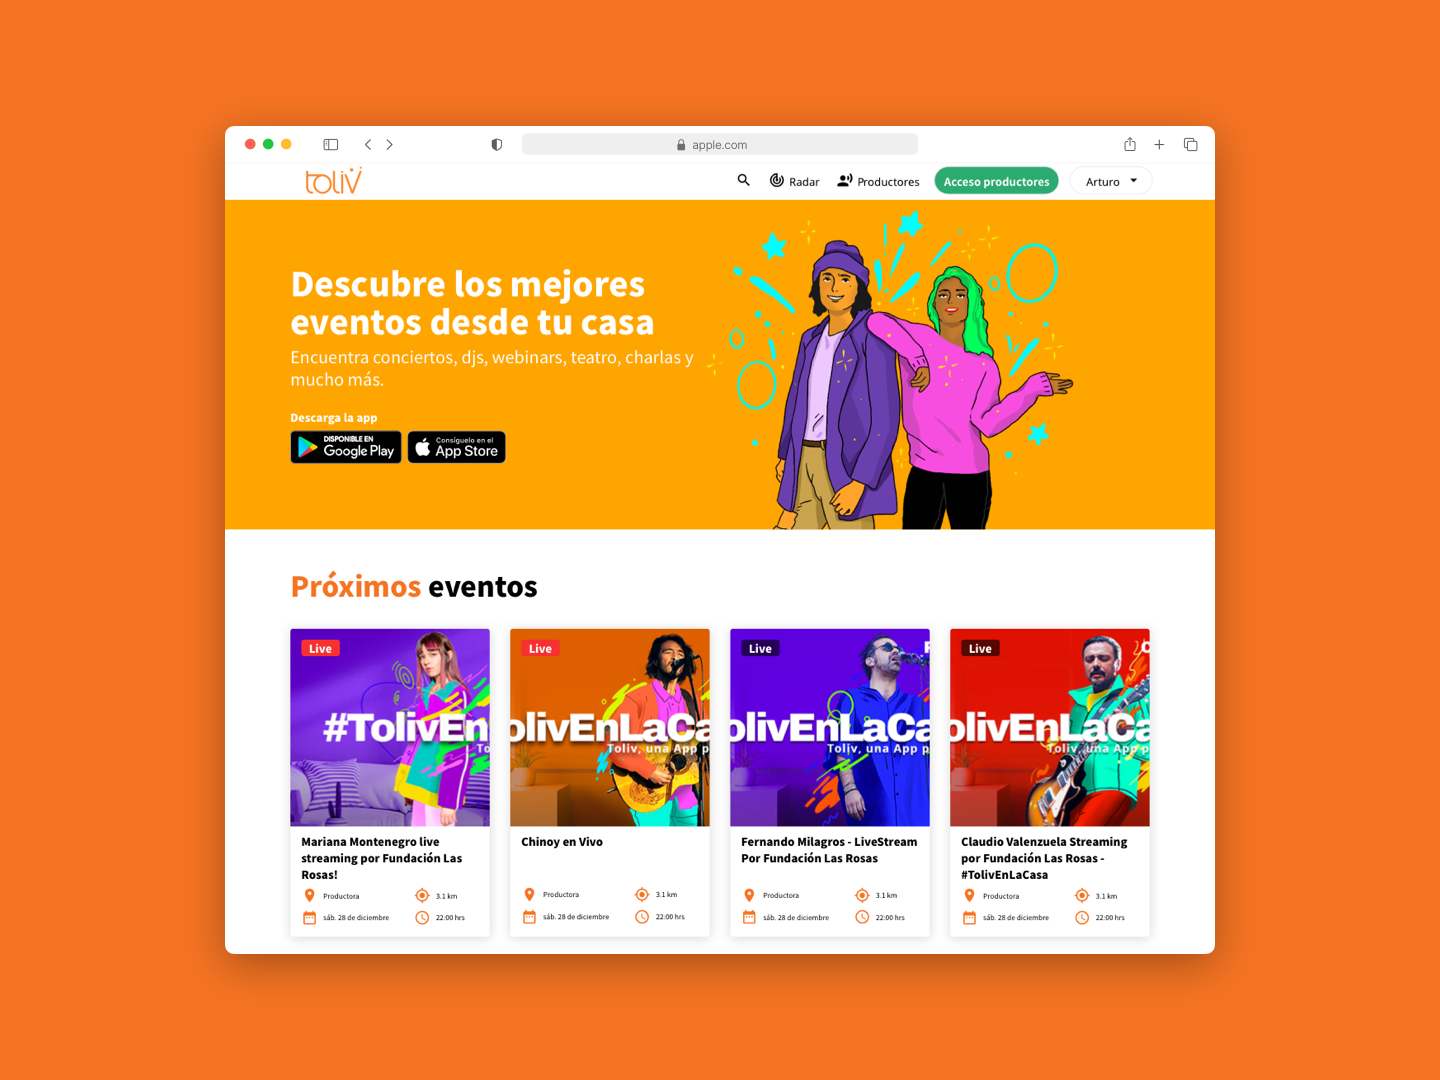 apple.com
toliv
Radar
Productores
Acceso productores
Arturo
Descubre los mejores
eventos desde tu casa
Encuentra conciertos, djs, webinars, teatro, charlas y
mucho más.
Descarga la app
DISPONIBLE EN
Google Play
Consíguelo en el
App Store
Próximos eventos
Live
#TolivEn
To
Mariana Montenegro live
streaming por Fundación Las
Rosas!
Productora
3.1 km
sáb. 28 de diciembre
22:00 hrs
Live
olivEnLaCa
Toliv, una App p
Chinoy en Vivo
Productora
3.1 km
sáb. 28 de diciembre
22:00 hrs
Live
olivEnLaCa
Toliv, una App p
Fernando Milagros - LiveStream
Por Fundación Las Rosas
Productora
3.1 km
sáb. 28 de diciembre
22:00 hrs
Live
olivEnLaCa
Toliv, una App p
Claudio Valenzuela Streaming
por Fundación Las Rosas -
#TolivEnLaCasa
Productora
3.1 km
sáb. 28 de diciembre
22:00 hrs